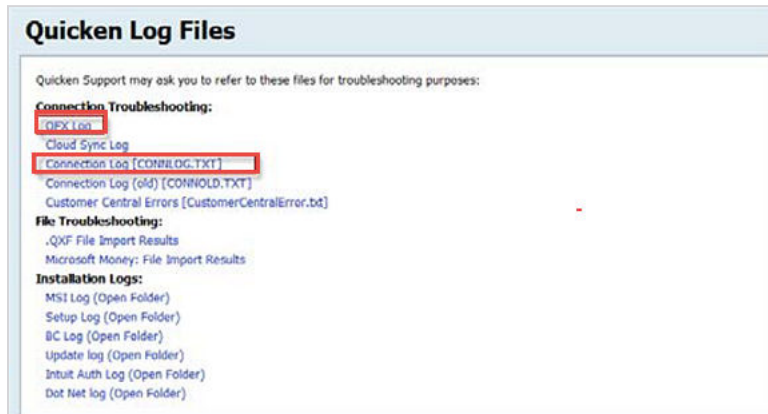 Quicken Log Files
Quicken Support may ask you to refer to these files for troubleshooting purposes:
Connection Troubleshooting:
OFX Log
Cloud Sync Log
Connection Log [CONNLOG.TXT]
Connection Log (old) [CONNOLD.TXT]
Customer Central Errors [CustomerCentralError.txt]
File Troubleshooting:
.QXF File Import Results
Microsoft Money: File Import Results
Installation Logs:
MSI Log (Open Folder)
Setup Log (Open Folder)
BC Log (Open Folder)
Update log (Open Folder)
Intuit Auth Log (Open Folder)
Dot Net log (Open Folder)